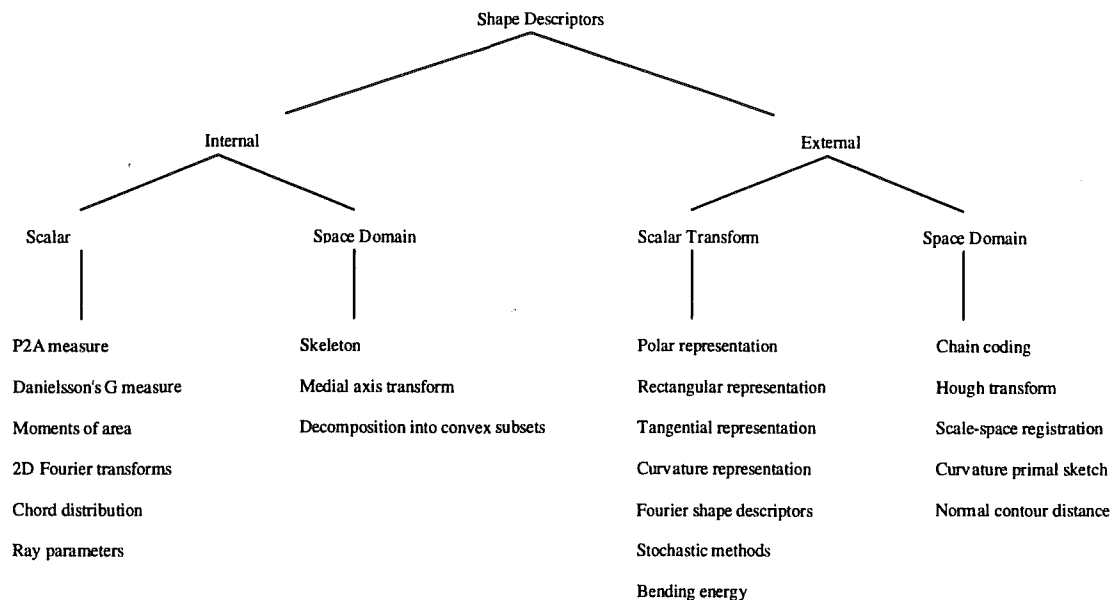 Shape Descriptors
Internal
External
Scalar
Space Domain
Scalar Transform
Space Domain
P2A measure
Danielsson's G measure
Moments of area
2D Fourier transforms
Chord distribution
Ray parameters
Skeleton
Medial axis transform
Decomposition into convex subsets
Polar representation
Rectangular representation
Tangential representation
Curvature representation
Fourier shape descriptors
Stochastic methods
Bending energy
Chain coding
Hough transform
Scale-space registration
Curvature primal sketch
Normal contour distance